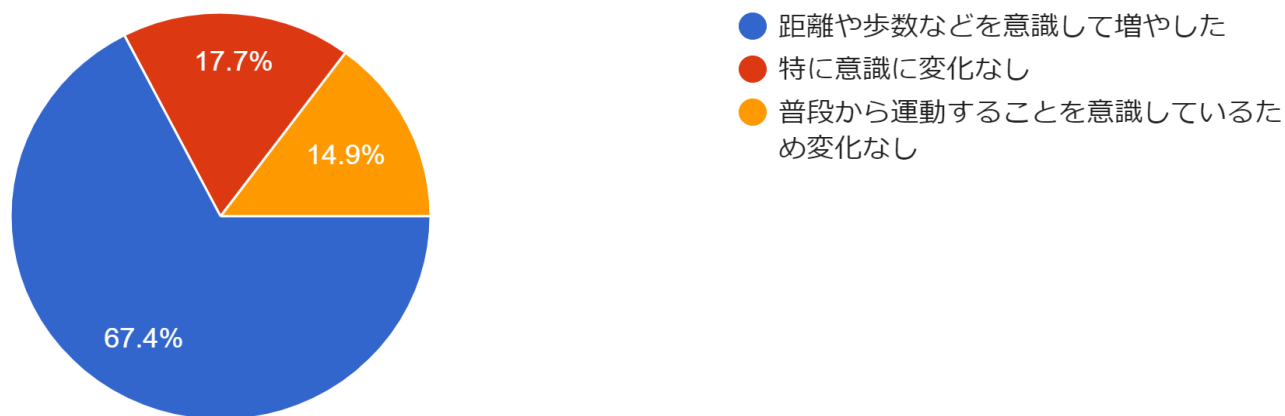 17.7%
14.9%
67.4%
距離や歩数などを意識して増やした
特に意識に変化なし
普段から運動することを意識しているた
め変化なし